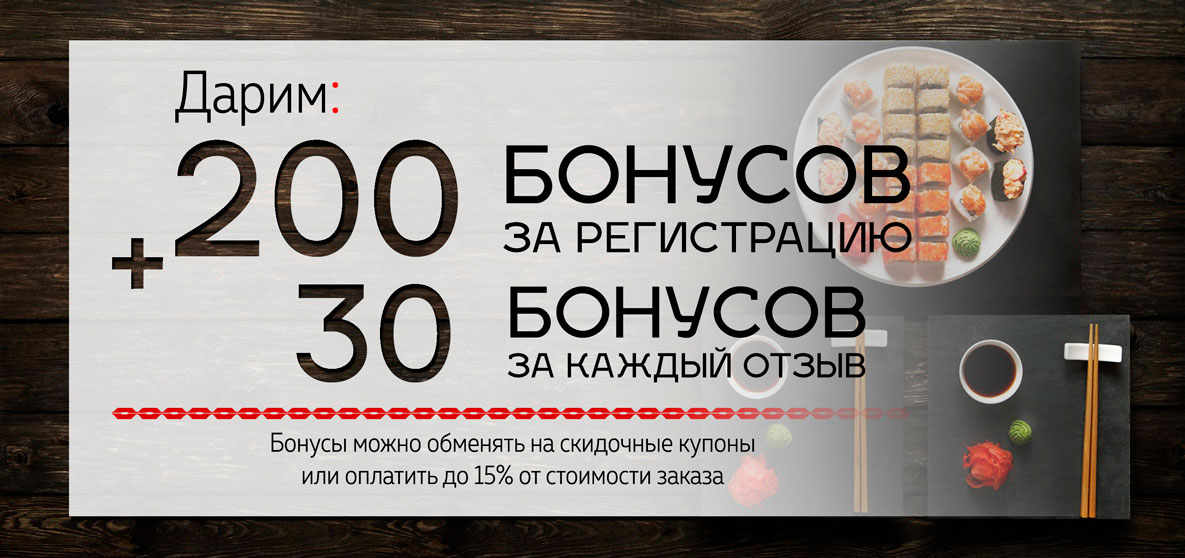 Дарим:
+200 БОНУСОВ
ЗА РЕГИСТРАЦИЮ
30 БОНУСОВ
ЗА КАЖДЫЙ ОТЗЫВ
Бонусы можно обменять на скидочные купоны
или оплатить до 15% от стоимости заказа